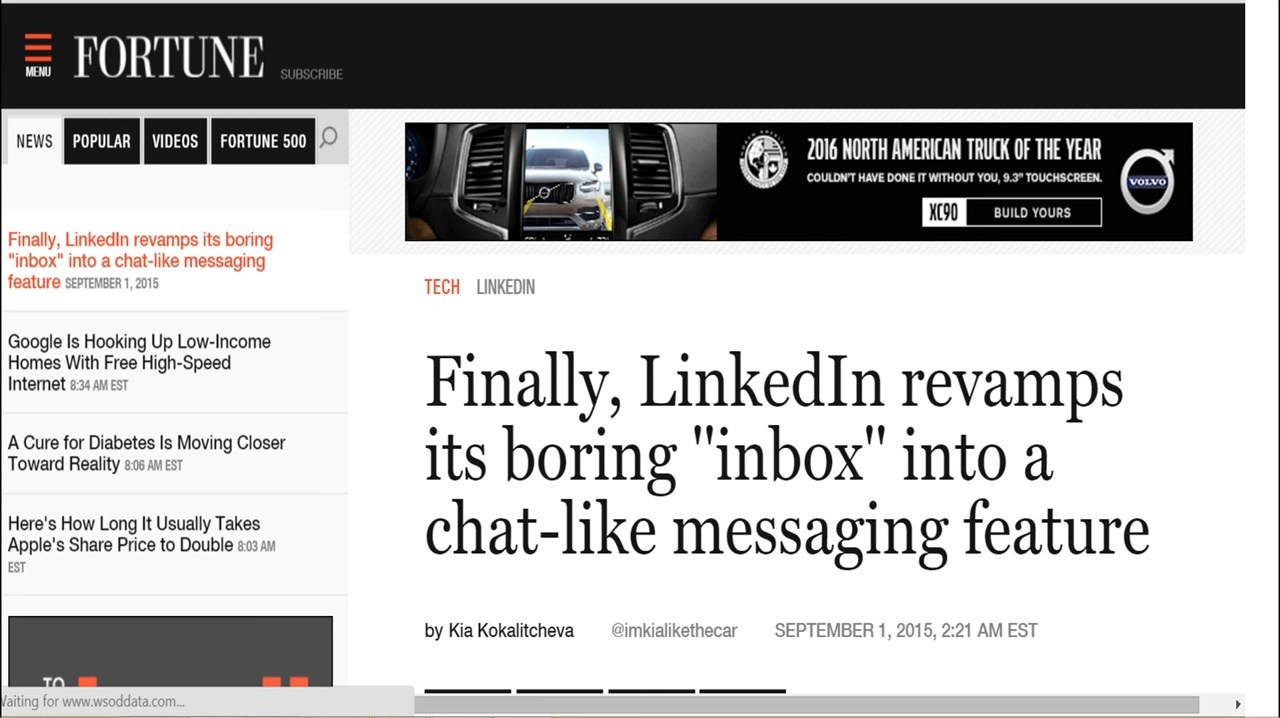 MENU
FORTUNE
SUBSCRIBE
NEWS
POPULAR
VIDEOS
FORTUNE 500
Finally, LinkedIn revamps its boring
"inbox" into a chat-like messaging
feature SEPTEMBER 1, 2015
Google Is Hooking Up Low-Income
Homes With Free High-Speed
Internet 8:34 AM EST
A Cure for Diabetes Is Moving Closer
Toward Reality 8:06 AM EST
Here's How Long It Usually Takes
Apple's Share Price to Double 8:03 AM
EST
2016 NORTH AMERICAN TRUCK OF THE YEAR
COULDN'T HAVE DONE IT WITHOUT YOU, 9.3" TOUCHSCREEN.
XC90
BUILD YOURS
VOLVO
TECH LINKEDIN
Finally, LinkedIn revamps
its boring "inbox" into a
chat-like messaging feature
by Kia Kokalitcheva @imkialikethecar SEPTEMBER 1, 2015, 2:21 AM EST
Waiting for www.wsoddata.com...